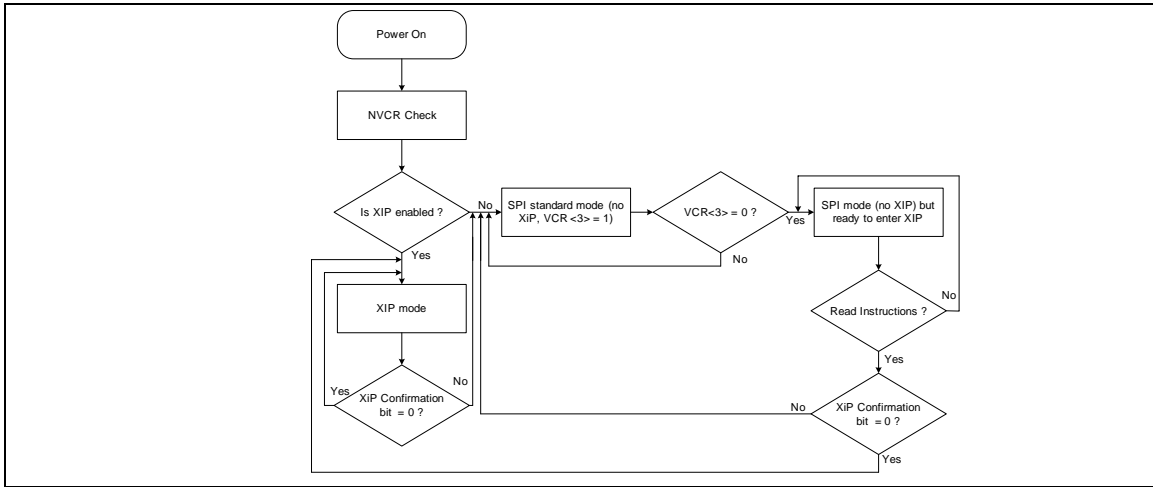 Power On
NVCR Check
Is XIP enabled ?
No
SPI standard mode (no
XiP, VCR <3> = 1)
VCR<3> = 0 ?
Yes
SPI mode (no XIP) but
ready to enter XIP
No
Yes
Read Instructions ?
No
XIP mode
Yes
Yes
XiP Confirmation
bit = 0 ?
No
No
XiP Confirmation
bit = 0 ?
Yes